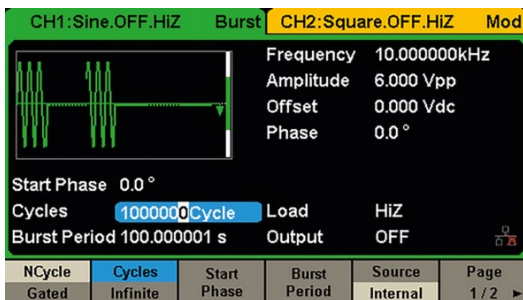 CH1:Sine.OFF.HiZ Burst CH2:Square.OFF.HiZ Mod
Frequency 10.000000kHz
Amplitude 6.000 Vpp
Offset 0.000 Vdc
Phase 0.0 °
Start Phase 0.0 °
Cycles 1000000Cycle Load HiZ
Burst Period 100.000001 s Output OFF
NCycle Cycles Start Burst Source Page
Gated Infinite Phase Period Internal 1/2 ►